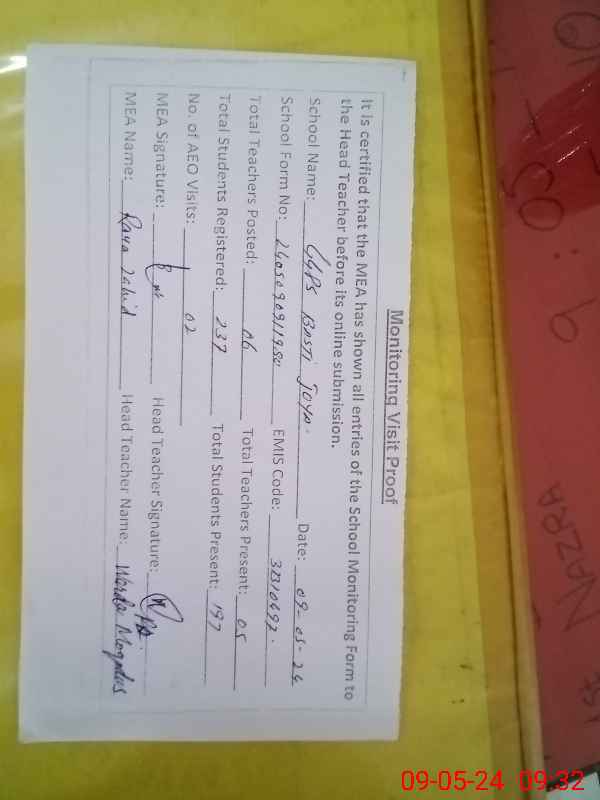 Monitoring Visit Proof
It is certified that the MEA has shown all entries of the School Monitoring Form to
the Head Teacher before its online submission.
School Name: GGPS BASTI JOYA. Date: 09-05-24
School Form No: EMIS Code:
Total Teachers Posted: 06 Total Teachers Present: 05
Total Students Registered: 237 Total Students Present: 197
No. of AEO Visits: 02
MEA Signature: Head Teacher Signature:
MEA Name: Rana Zahid Head Teacher Name: Warda
NAZRA
09-05-24 09:32